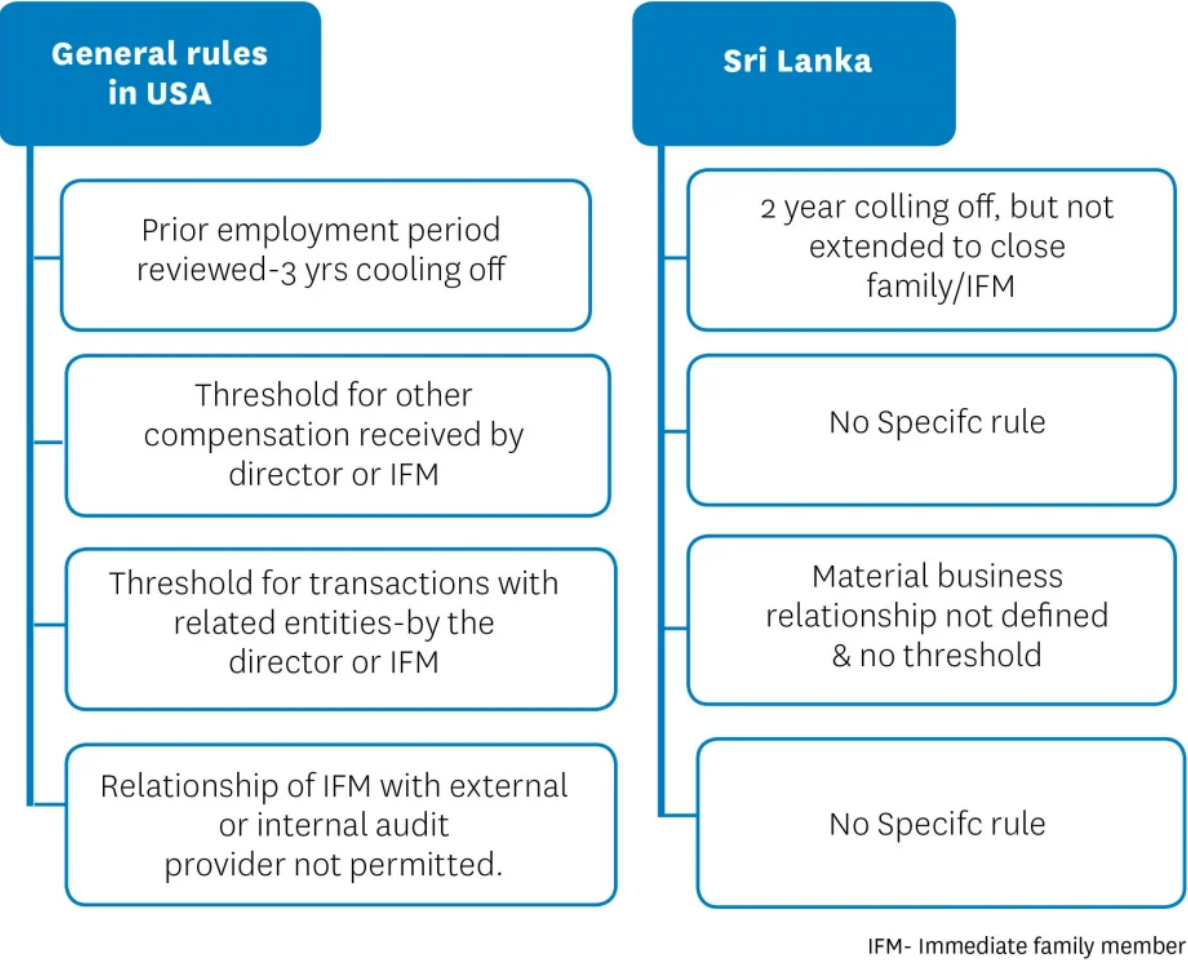 General rules
in USA
Prior employment period
reviewed-3 yrs cooling off
Threshold for other
compensation received by
director or IFM
Threshold for transactions with
related entities-by the
director or IFM
Relationship of IFM with external
or internal audit
provider not permitted.
Sri Lanka
2 year colling off, but not
extended to close
family/IFM
No Specifc rule
Material business
relationship not defined
& no threshold
No Specifc rule
IFM- Immediate family member